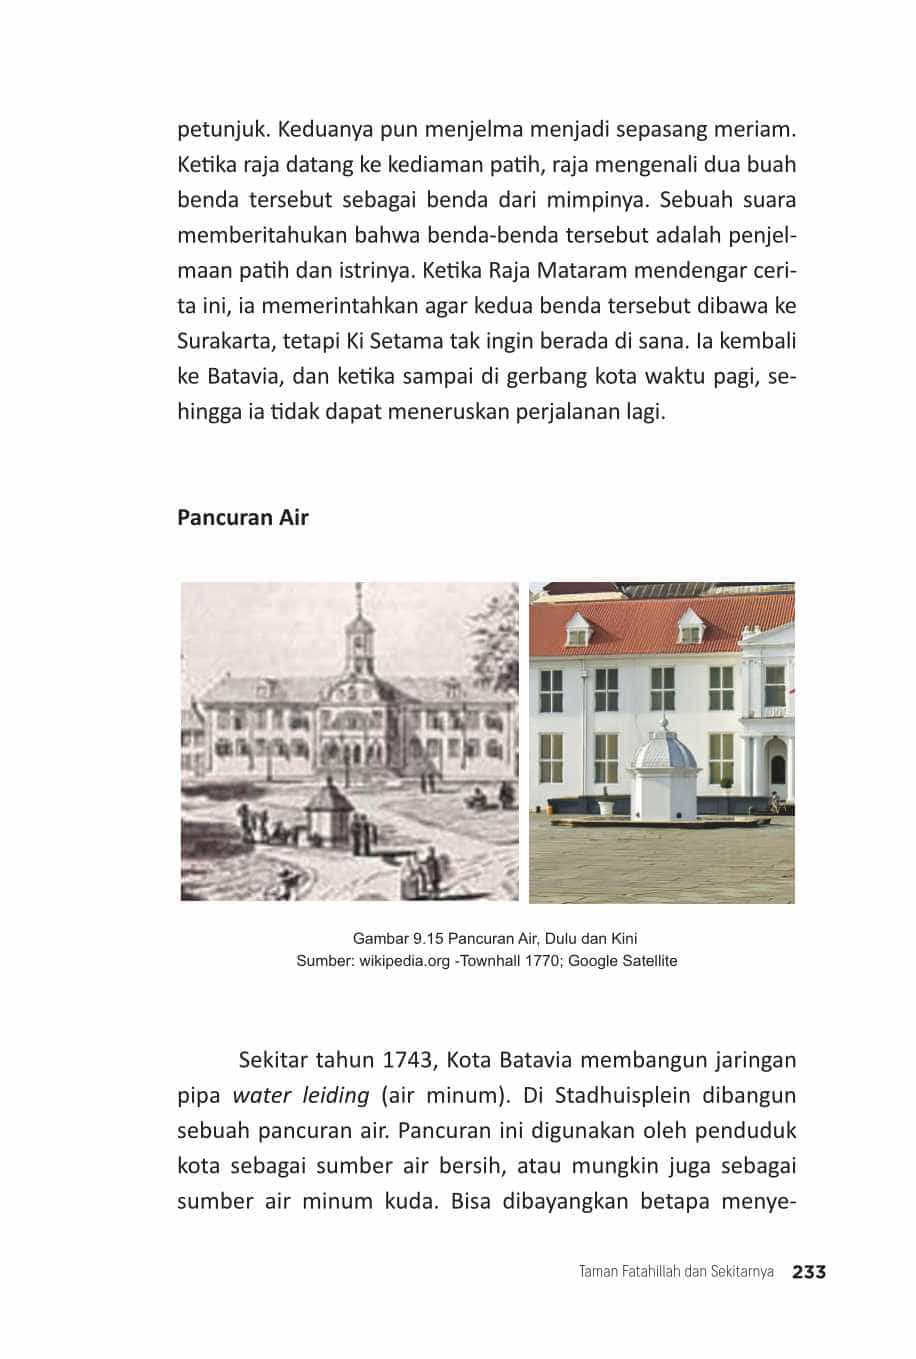 petunjuk. Keduanya pun menjelma menjadi sepasang meriam.
Ketika raja datang ke kediaman patih, raja mengenali dua buah
benda tersebut sebagai benda dari mimpinya. Sebuah suara
memberitahukan bahwa benda-benda tersebut adalah penjel-
maan patih dan istrinya. Ketika Raja Mataram mendengar ceri-
ta ini, ia memerintahkan agar kedua benda tersebut dibawa ke
Surakarta, tetapi Ki Setama tak ingin berada di sana. Ia kembali
ke Batavia, dan ketika sampai di gerbang kota waktu pagi, se-
hingga ia tidak dapat meneruskan perjalanan lagi.
Pancuran Air
Gambar 9.15 Pancuran Air, Dulu dan Kini
Sumber: wikipedia.org -Townhall 1770; Google Satellite
Sekitar tahun 1743, Kota Batavia membangun jaringan
pipa water leiding (air minum). Di Stadhuisplein dibangun
sebuah pancuran air. Pancuran ini digunakan oleh penduduk
kota sebagai sumber air bersih, atau mungkin juga sebagai
sumber air minum kuda. Bisa dibayangkan betapa menye-
Taman Fatahillah dan Sekitarnya 233